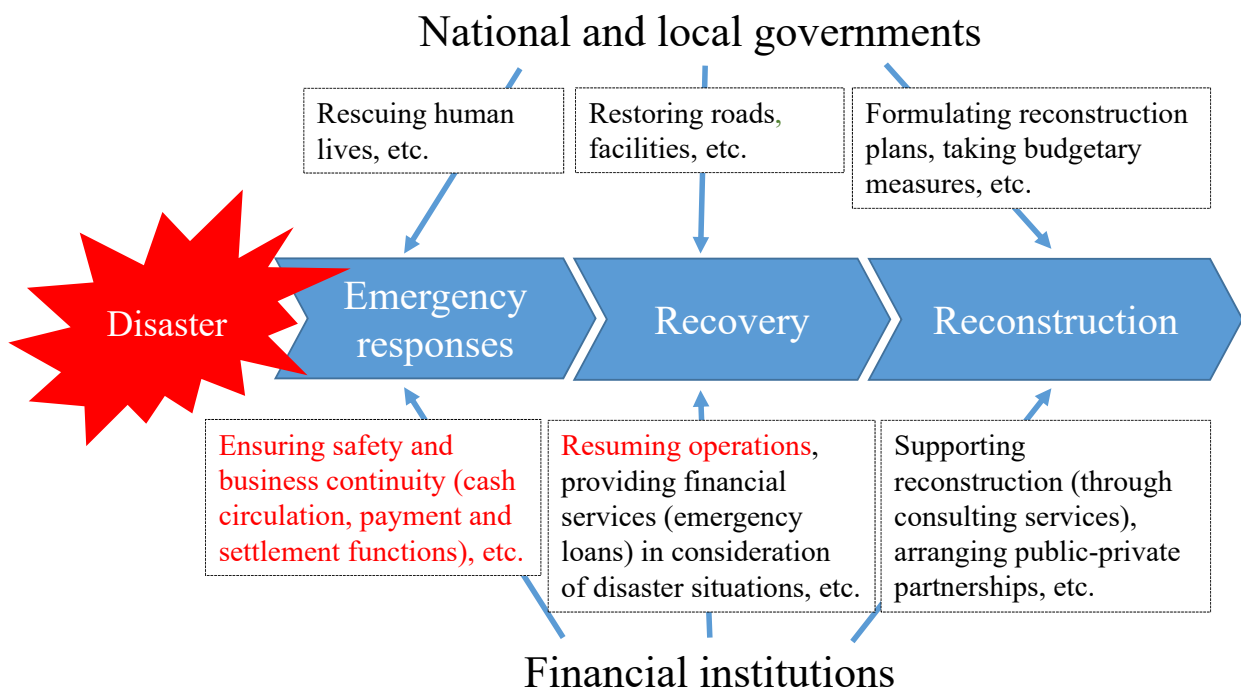 National and local governments
Rescuing human
lives, etc.
Restoring roads,
facilities, etc.
Formulating reconstruction
plans, taking budgetary
measures, etc.
Disaster
Emergency
responses
Recovery
Reconstruction
Ensuring safety and
business continuity (cash
circulation, payment and
settlement functions), etc.
Resuming operations,
providing financial
services (emergency
loans) in consideration
of disaster situations, etc.
Supporting
reconstruction (through
consulting services),
arranging public-private
partnerships, etc.
Financial institutions